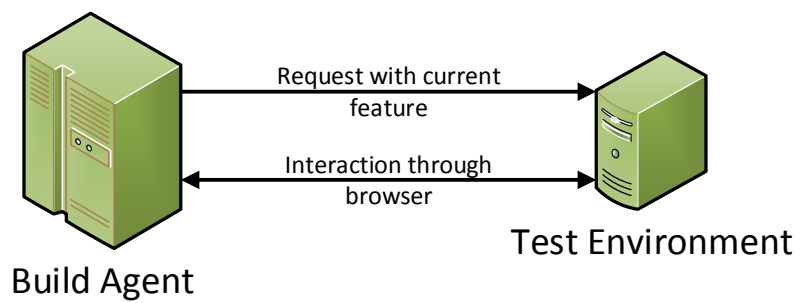 Request with current
feature
Interaction through
browser
Test Environment
Build Agent